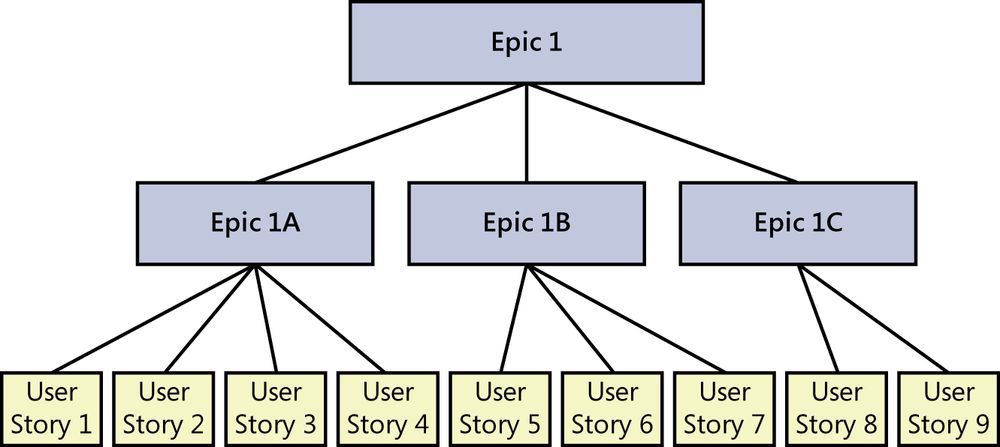 Epic 1
Epic 1A
Epic 1B
Epic 1C
User
Story 1
User
Story 2
User
Story 3
User
Story 4
User
Story 5
User
Story 6
User
Story 7
User
Story 8
User
Story 9